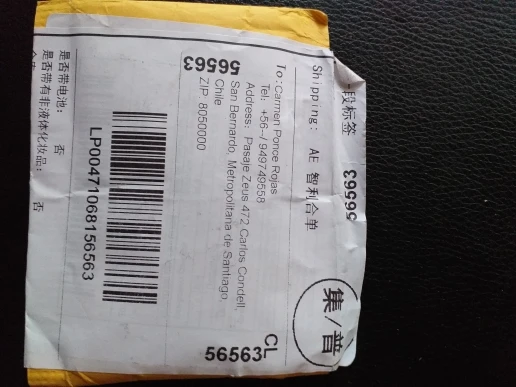 段标签
56563
Shipping: AE 智利合单
集/普
To: Carmen Ponce Rojas
Tel: +56--/ 949749558
Address: Pasaje Zeus 472 Carlos Condell,
San Bernardo, Metropolitana de Santiago,
Chile
ZIP 8050000
56563
CL
56563
LP00471068156563
是否带电池: 否
是否带有非液体化妆品: 否